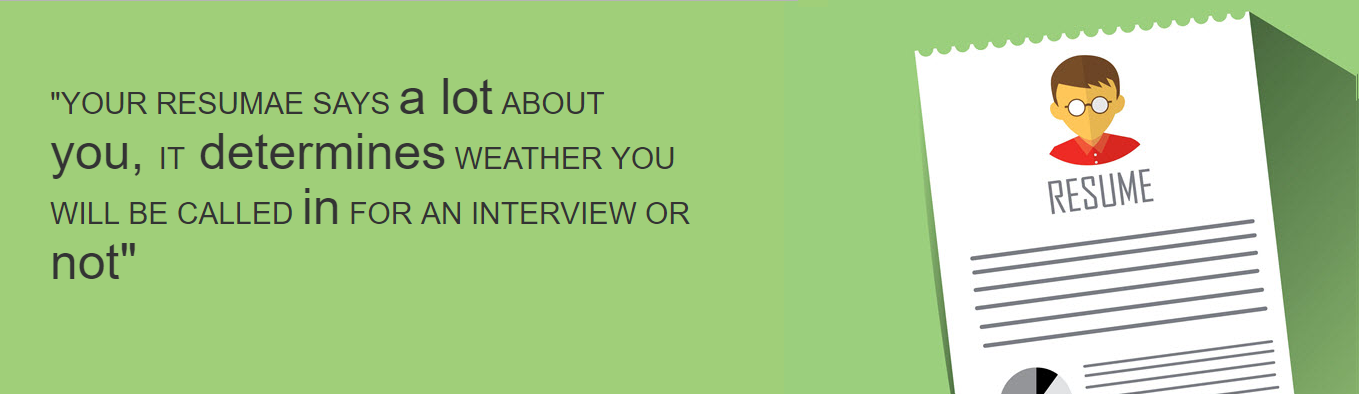 "YOUR RESUMAE SAYS a lot ABOUT
you, IT determines WEATHER YOU
WILL BE CALLED in FOR AN INTERVIEW OR
not"
RESUME